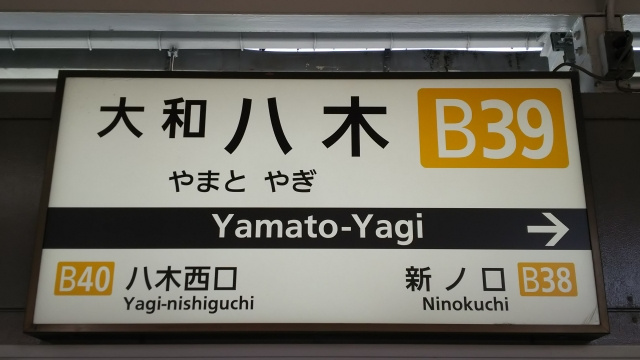 大和八木 B39
やまと やぎ
Yamato-Yagi →
B40 八木西口 新ノ口 B38
Yagi-nishiguchi Ninokuchi